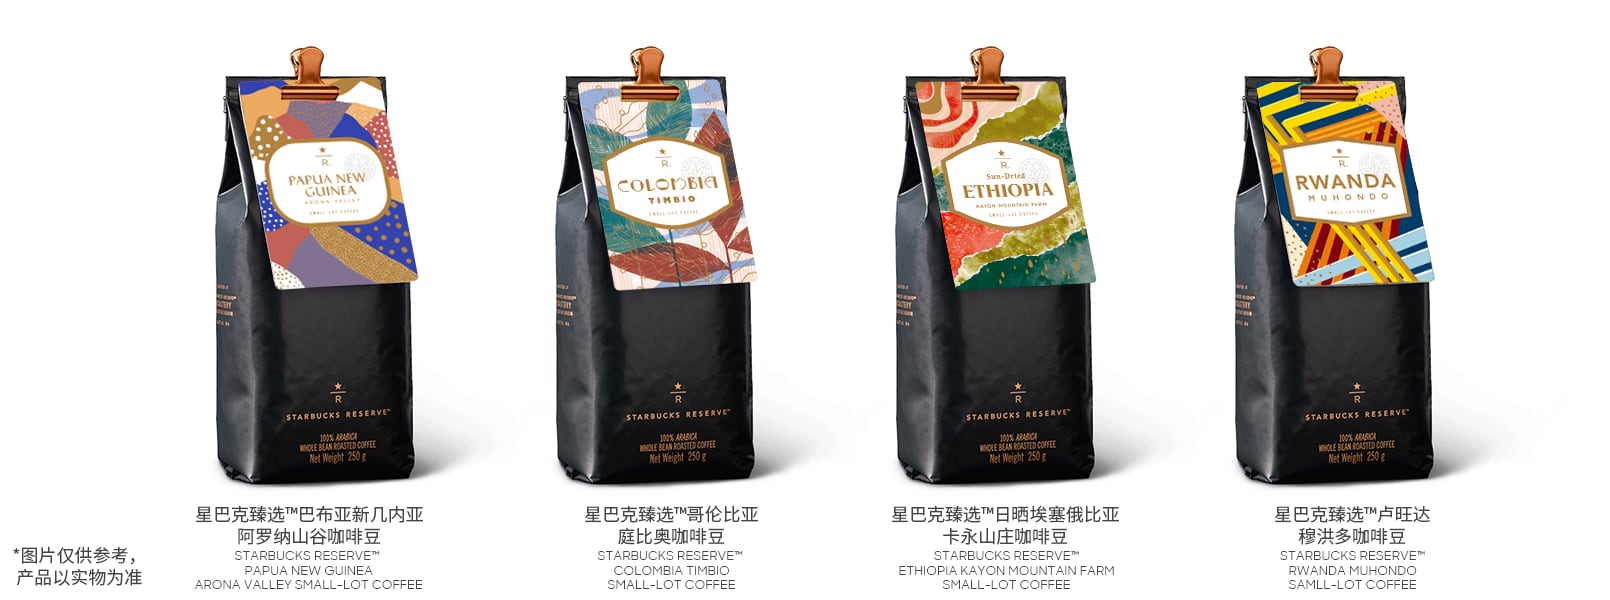 R.
PAPUA NEW
GUINEA
ARONA VALLEY
SMALL-LOT COFFEE
STARBUCKS RESERVE™
100% ARABICA
WHOLE BEAN ROASTED COFFEE
Net Weight 250 g
R.
COLOMBIA
TIMBIO
SMALL-LOT COFFEE
R
STARBUCKS RESERVE™
100% ARABICA
WHOLE BEAN ROASTED COFFEE
Net Weight 250 g
R.
Sun-Dried
ETHIOPIA
KAYON MOUNTAIN FARM
SMALL-LOT COFFEE
R
STARBUCKS RESERVE™
100% ARABICA
WHOLE BEAN ROASTED COFFEE
Net Weight 250 g
R.
RWANDA
MUHONDO
SMALL-LOT COFFEE
R
STARBUCKS RESERVE™
100% ARABICA
WHOLE BEAN ROASTED COFFEE
Net Weight 250 g
*图片仅供参考，
产品以实物为准
星巴克臻选™巴布亚新几内亚
阿罗纳山谷咖啡豆
STARBUCKS RESERVE™
PAPUA NEW GUINEA
ARONA VALLEY SMALL-LOT COFFEE
星巴克臻选™哥伦比亚
庭比奥咖啡豆
STARBUCKS RESERVE™
COLOMBIA TIMBIO
SMALL-LOT COFFEE
星巴克臻选™日晒埃塞俄比亚
卡永山庄咖啡豆
STARBUCKS RESERVE™
ETHIOPIA KAYON MOUNTAIN FARM
SMALL-LOT COFFEE
星巴克臻选™卢旺达
穆洪多咖啡豆
STARBUCKS RESERVE™
RWANDA MUHONDO
SAMLL-LOT COFFEE